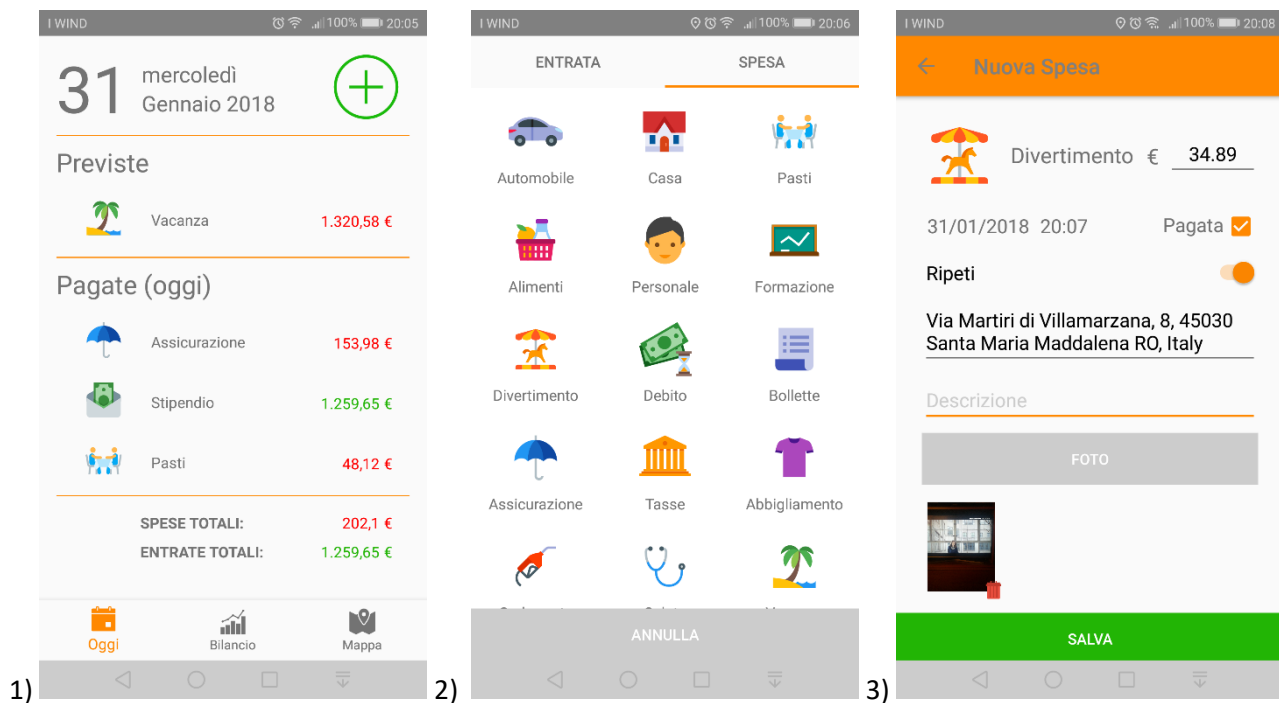 I WIND 100% 20:05
31 mercoledì
Gennaio 2018
Previste
Vacanza 1.320,58 €
Pagate (oggi)
Assicurazione 153,98 €
Stipendio 1.259,65 €
Pasti 48,12 €
SPESE TOTALI: 202,1 €
ENTRATE TOTALI: 1.259,65 €
Oggi Bilancio Mappa
1)
I WIND 100% 20:06
ENTRATA SPESA
Automobile Casa Pasti
Alimenti Personale Formazione
Divertimento Debito Bollette
Assicurazione Tasse Abbigliamento
ANNULLA
2)
I WIND 100% 20:08
Nuova Spesa
Divertimento € 34.89
31/01/2018 20:07 Pagata
Ripeti
Via Martiri di Villamarzana, 8, 45030
Santa Maria Maddalena RO, Italy
Descrizione
FOTO
SALVA
3)